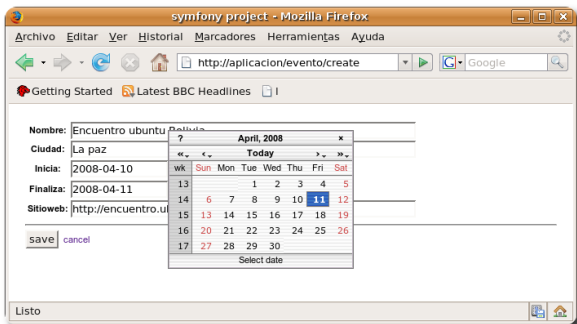 symfony project - Mozilla Firefox
Archivo Editar Ver Historial Marcadores Herramientas Ayuda
http://aplicacion/evento/create G Google
Getting Started Latest BBC Headlines I
Nombre: Encuentro ubuntu Bolivia
? April, 2008 ×
Ciudad: La paz
«. ‹. Today ›. ».
wk Sun Mon Tue Wed Thu Fri Sat
Inicia: 2008-04-10
13 1 2 3 4 5
Finaliza: 2008-04-11
14 6 7 8 9 10 11 12
Sitioweb: http://encuentro.ul
15 13 14 15 16 17 18 19
16 20 21 22 23 24 25 26
save cancel
17 27 28 29 30
Select date
Listo